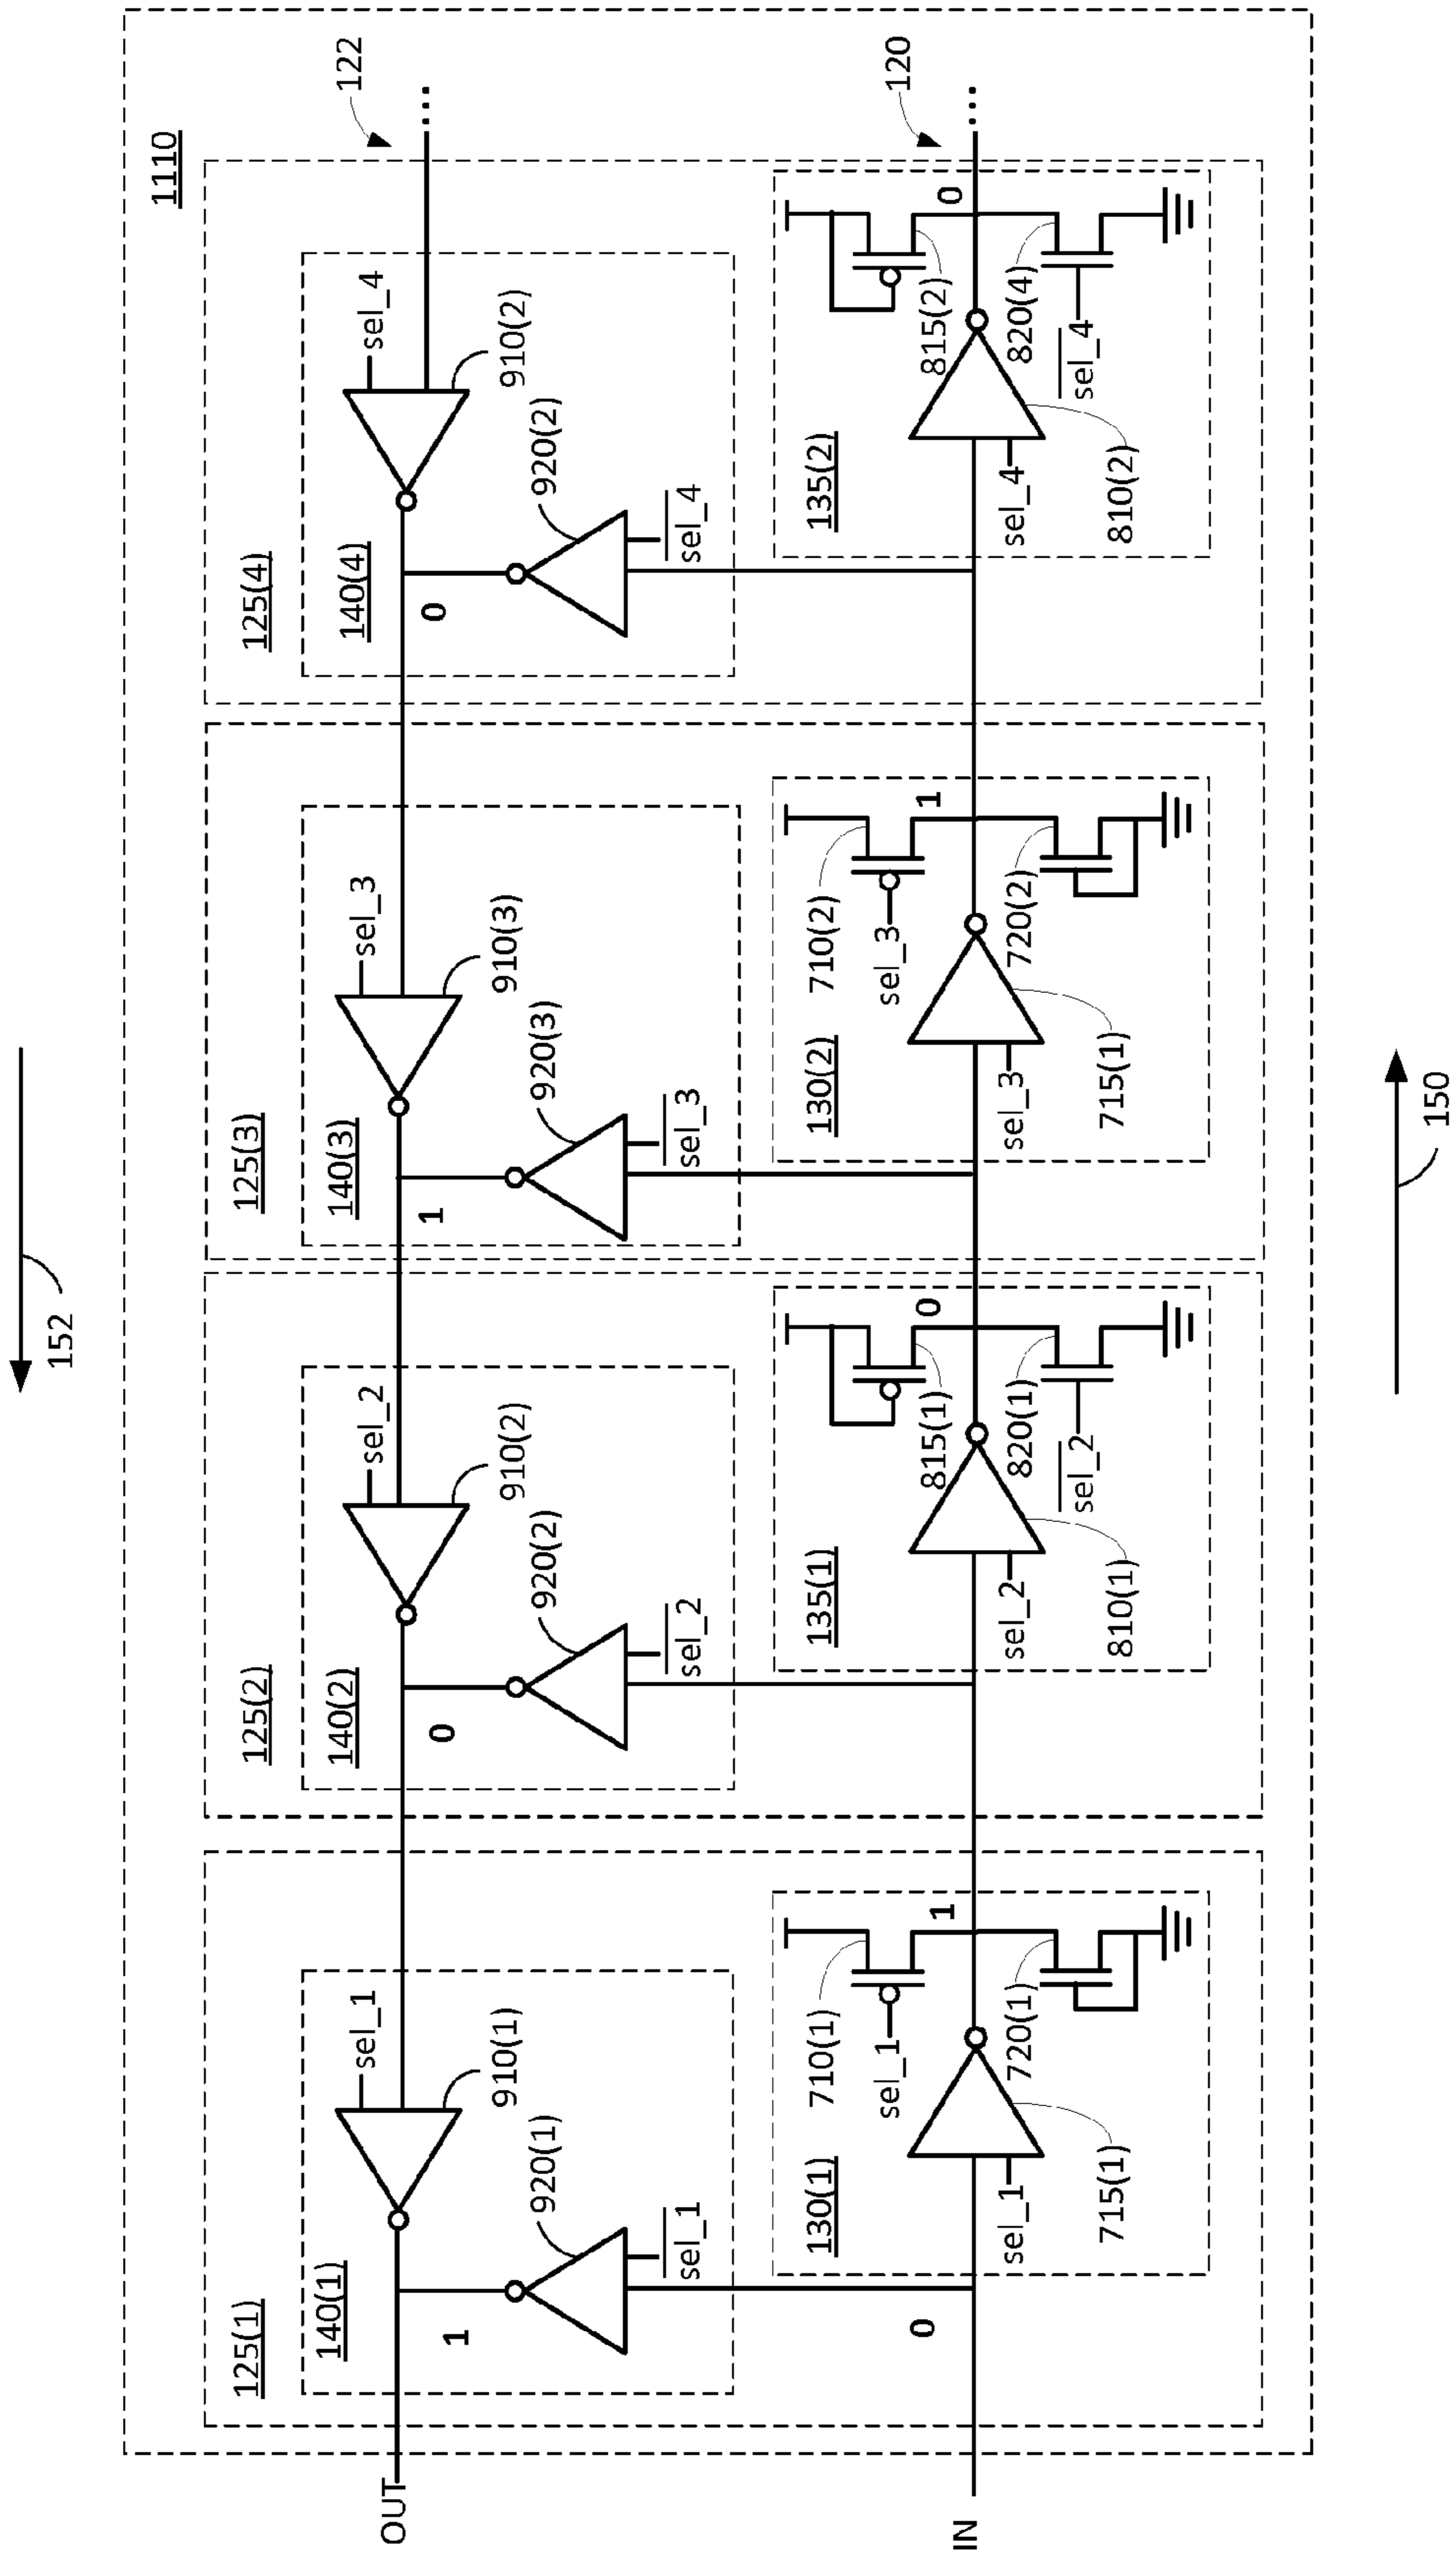 152
1110
122
125(1)
125(2)
125(3)
125(4)
140(1)
sel_1
140(2)
sel_2
140(3)
sel_3
140(4)
sel_4
OUT
1
910(1)
0
910(2)
1
910(3)
0
910(2)
...
920(1)
920(2)
920(3)
920(2)
sel_1
sel_2
sel_3
sel_4
130(1)
710(1)
135(1)
130(2)
710(2)
135(2)
sel_1
815(1)
sel_3
815(2)
120
0
1
0
1
0
IN
...
sel_1
720(1)
sel_2
820(1)
sel_3
720(2)
sel_4
820(4)
sel_2
sel_4
715(1)
810(1)
715(1)
810(2)
150